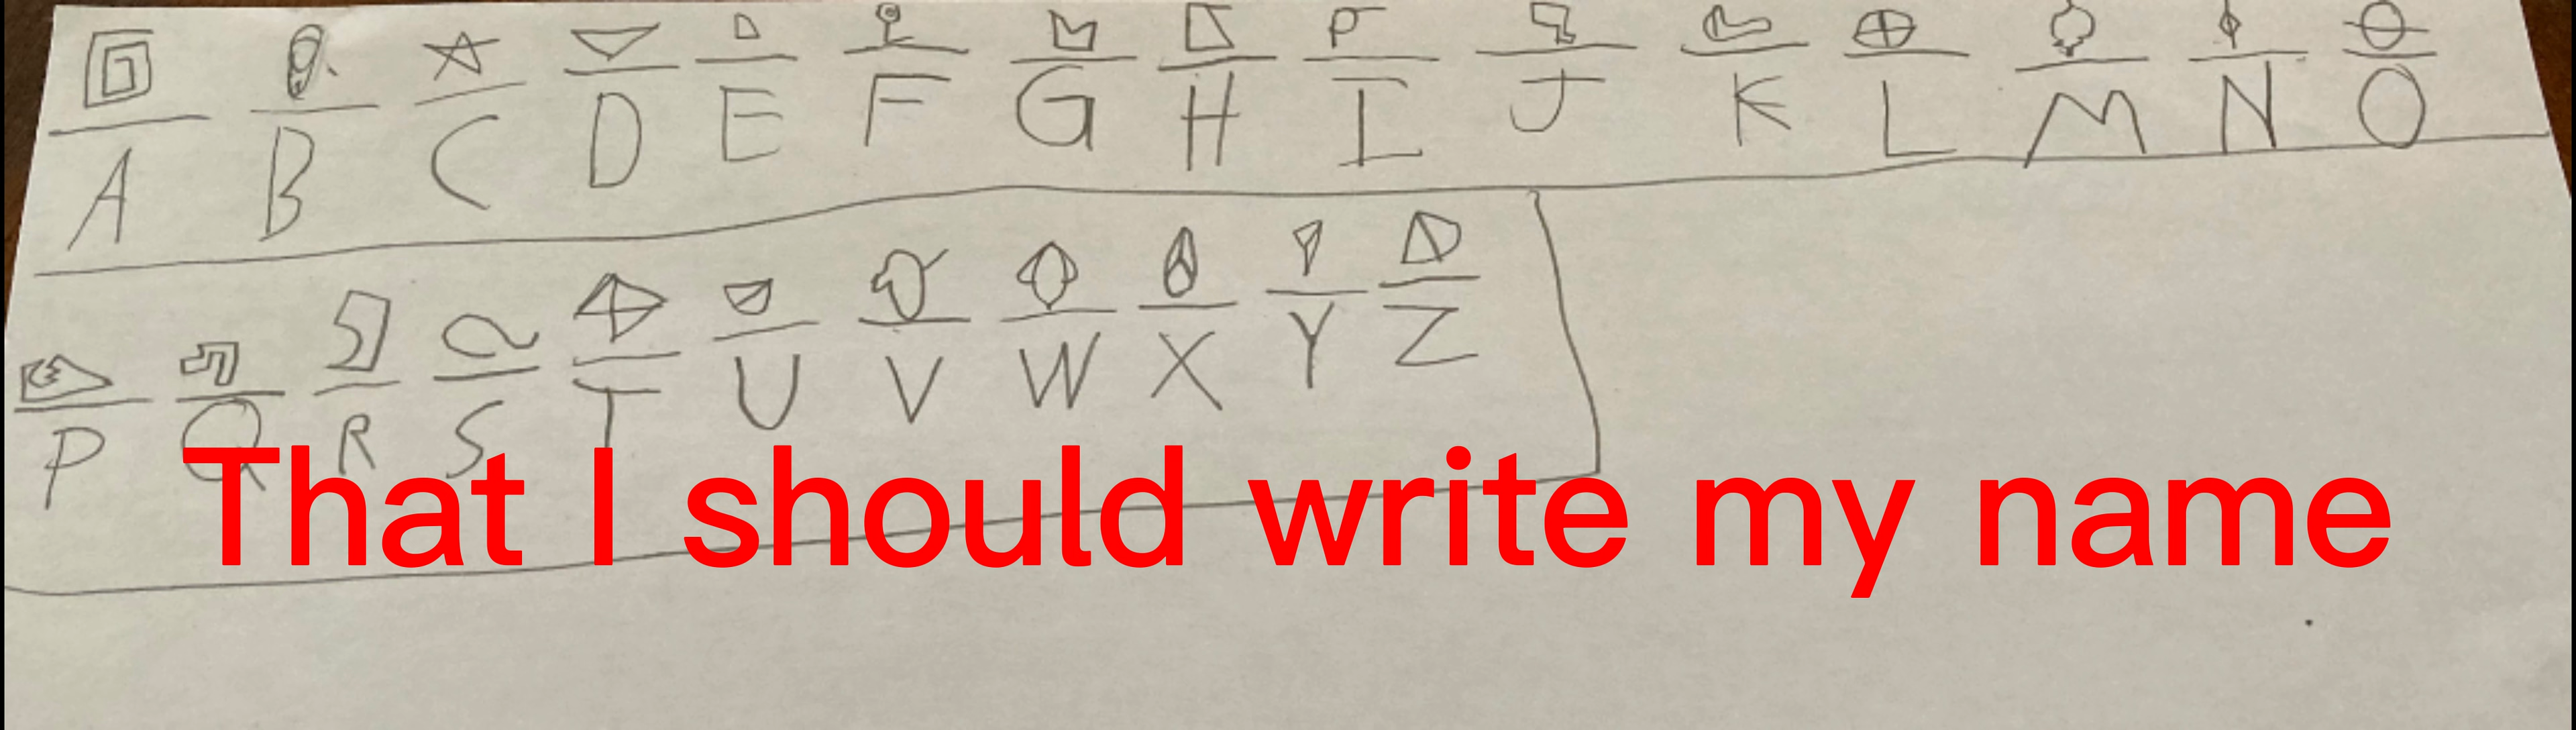 A B C D E F G H I J K L M N O
P Q R S T U V W X Y Z
That I should write my name